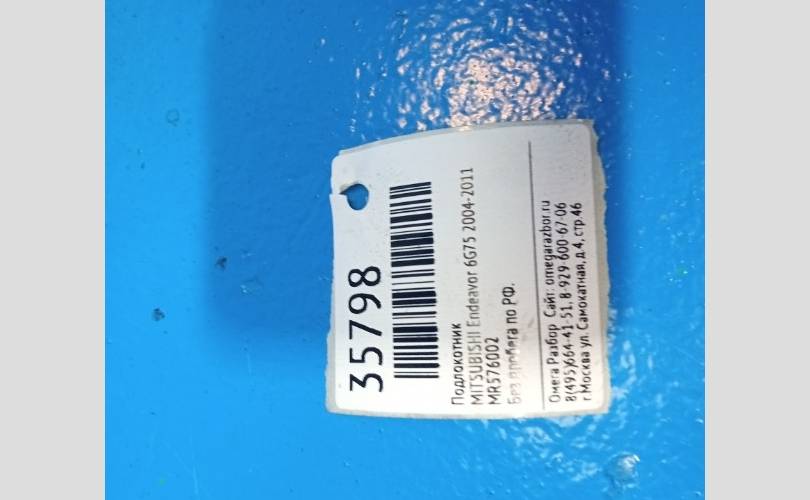 35798
Подлокотник
MITSUBISHI Endeavor 6G75 2004-2011
MR576002
Без пробега по РФ.
Омега Разбор Сайт: omegarazbor.ru
8(495)664-41-51, 8-929-600-67-06
г.Москва ул. Самокатная, д.4, стр.46